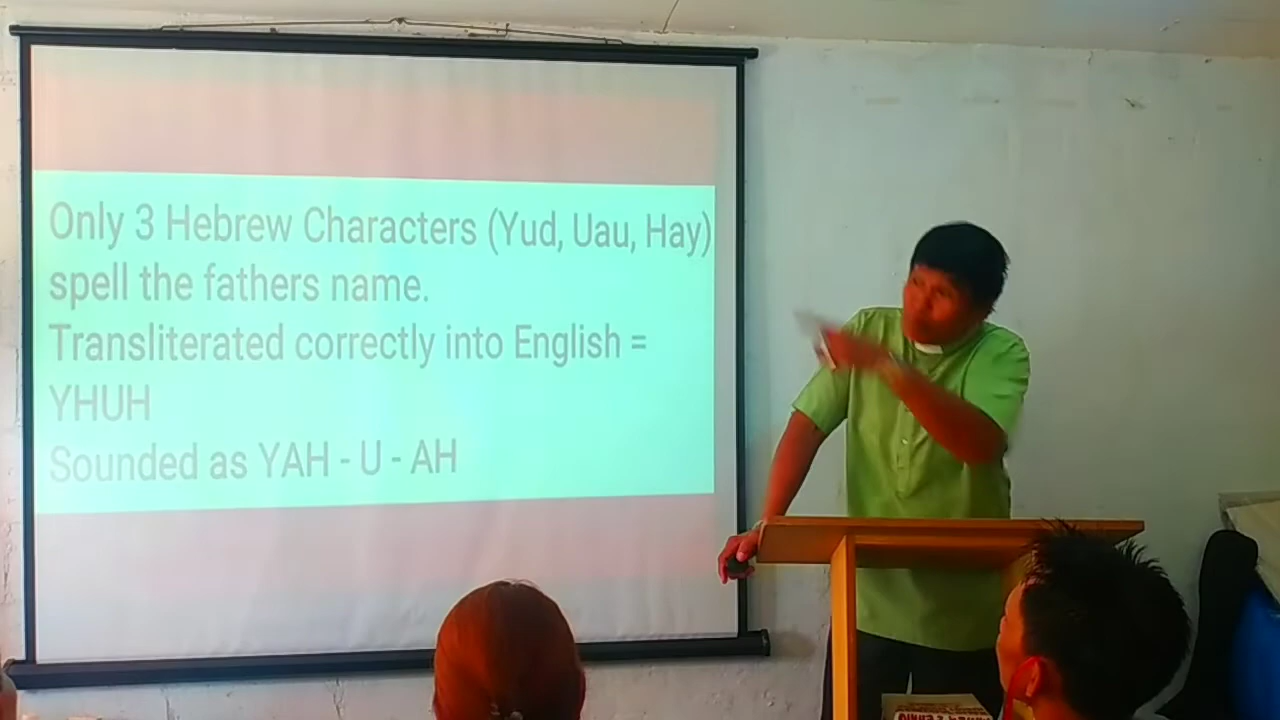 Only 3 Hebrew Characters (Yud, Uau, Hay)
spell the fathers name.
Transliterated correctly into English =
YHUH
Sounded as YAH - U - AH